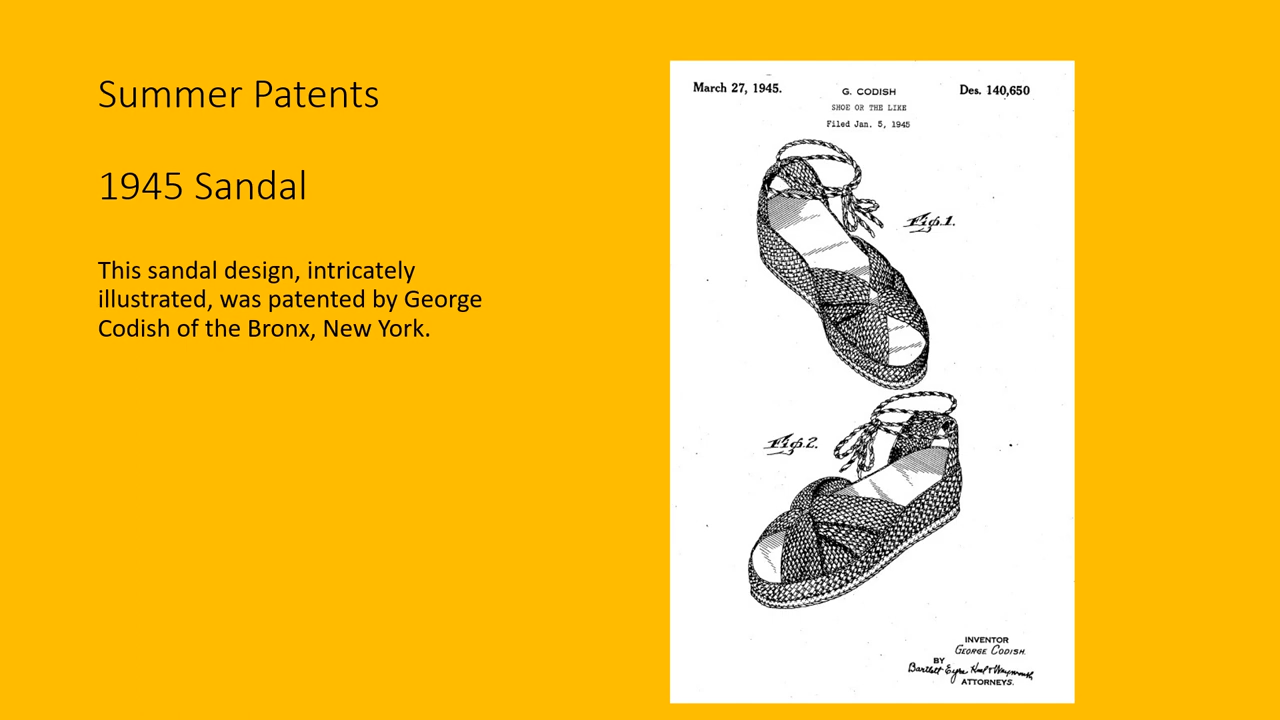 Summer Patents
1945 Sandal
This sandal design, intricately
illustrated, was patented by George
Codish of the Bronx, New York.
March 27, 1945.
G. CODISH
Des. 140,650
SHOE OR THE LIKE
Filed Jan. 5, 1945
Fig.1.
Fig.2.
INVENTOR
GEORGE CODISH.
BY
Bartlett Eyre
ATTORNEYS.